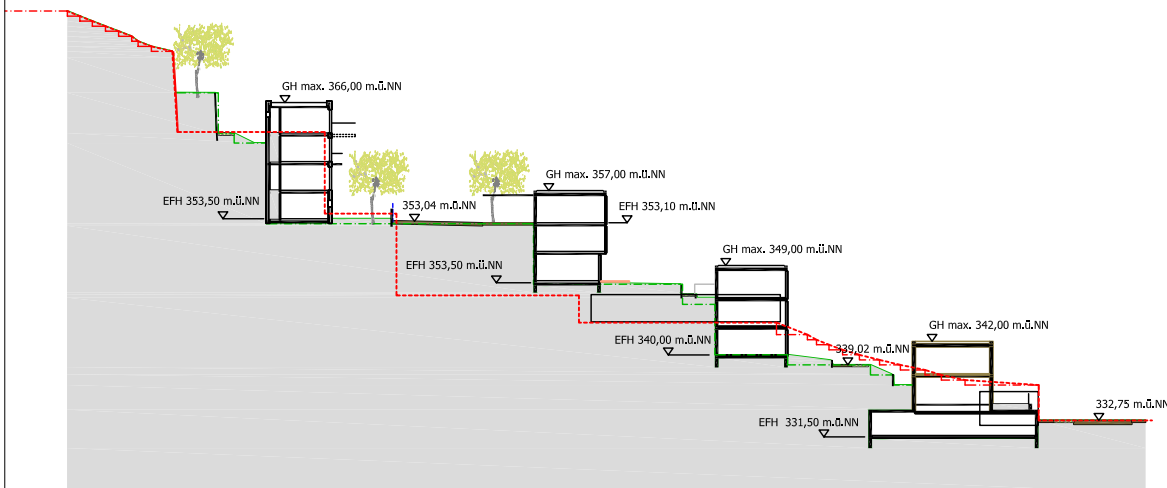 GH max. 366,00 m.ü.NN
GH max. 357,00 m.ü.NN
EFH 353,50 m.ü.NN
353,04 m.ü.NN
EFH 353,10 m.ü.NN
GH max. 349,00 m.ü.NN
EFH 353,50 m.ü.NN
GH max. 342,00 m.ü.NN
EFH 340,00 m.ü.NN
339,02 m.ü.NN
332,75 m.ü.NN
EFH 331,50 m.ü.NN